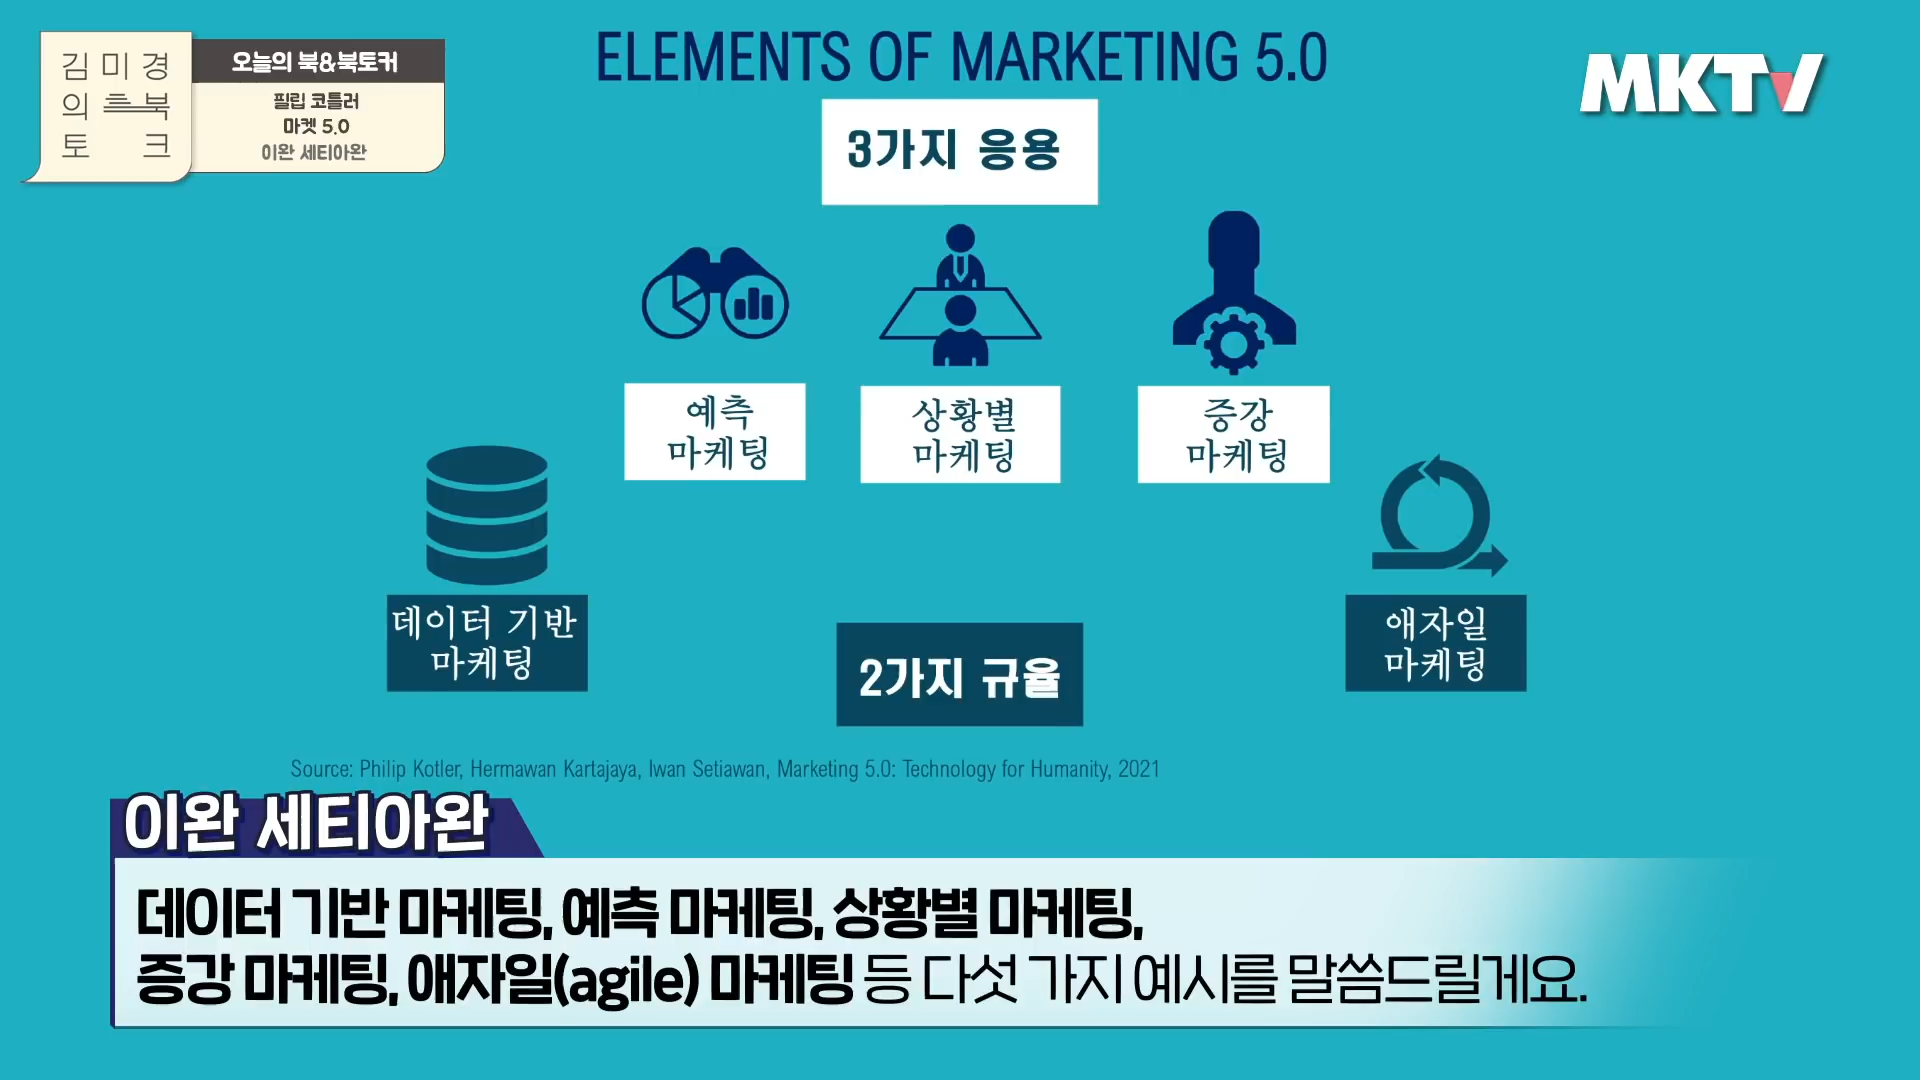 김미경
의 북
토크
오늘의 북&북토커
필립 코틀러
마켓 5.0
이완 세티아완
ELEMENTS OF MARKETING 5.0
MKTV
3가지 응용
예측
마케팅
상황별
마케팅
증강
마케팅
데이터 기반
마케팅
2가지 규율
애자일
마케팅
Source: Philip Kotler, Hermawan Kartajaya, Iwan Setiawan, Marketing 5.0: Technology for Humanity, 2021
이완 세티아완
데이터 기반 마케팅, 예측 마케팅, 상황별 마케팅,
증강 마케팅, 애자일(agile) 마케팅 등 다섯 가지 예시를 말씀드릴게요.